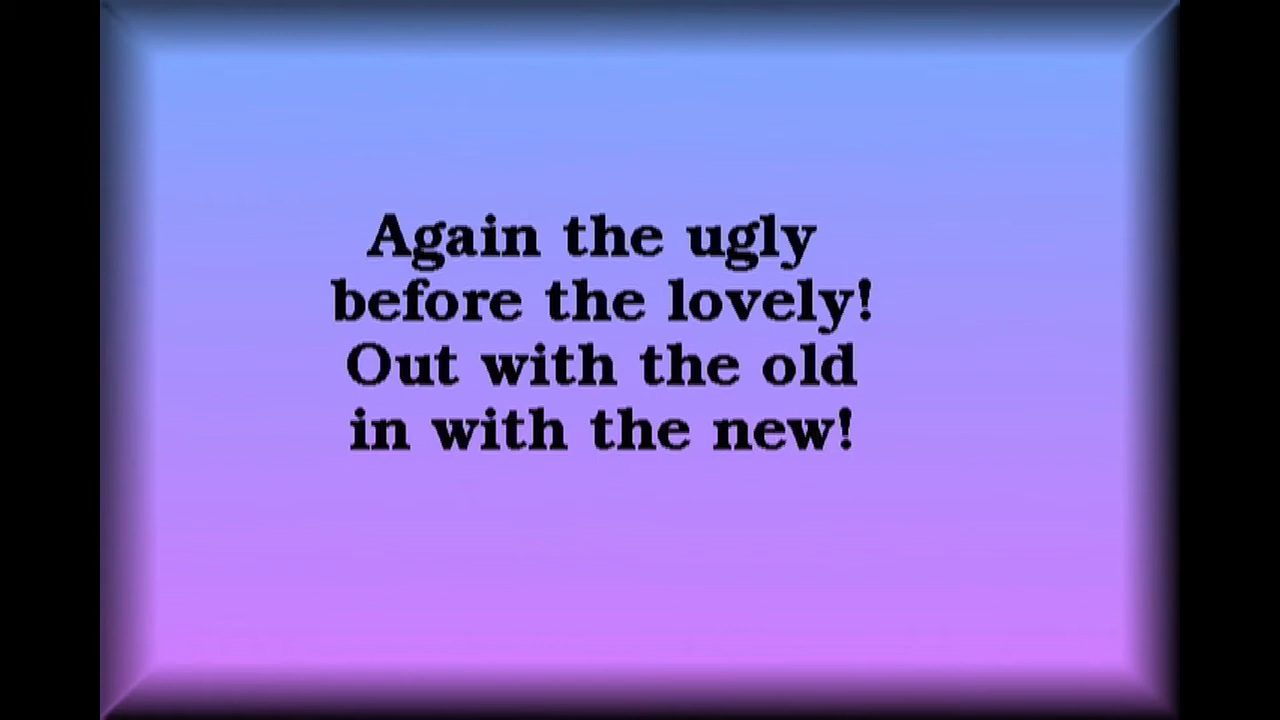 Again the ugly
before the lovely!
Out with the old
in with the new!